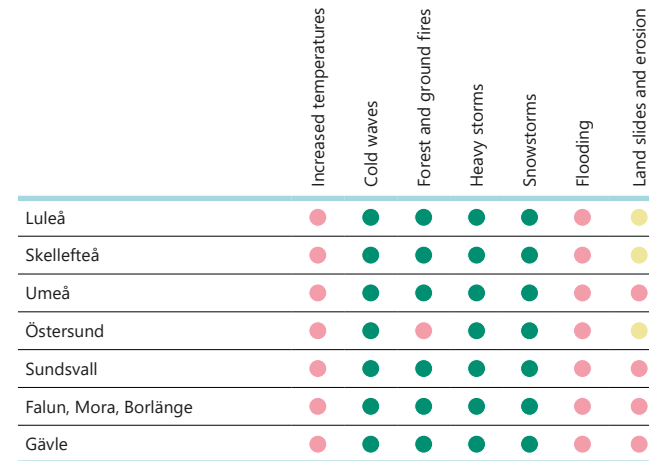 Increased temperatures
Cold waves
Forest and ground fires
Heavy storms
Snowstorms
Flooding
Land slides and erosion
Luleå
Skellefteå
Umeå
Östersund
Sundsvall
Falun, Mora, Borlänge
Gävle